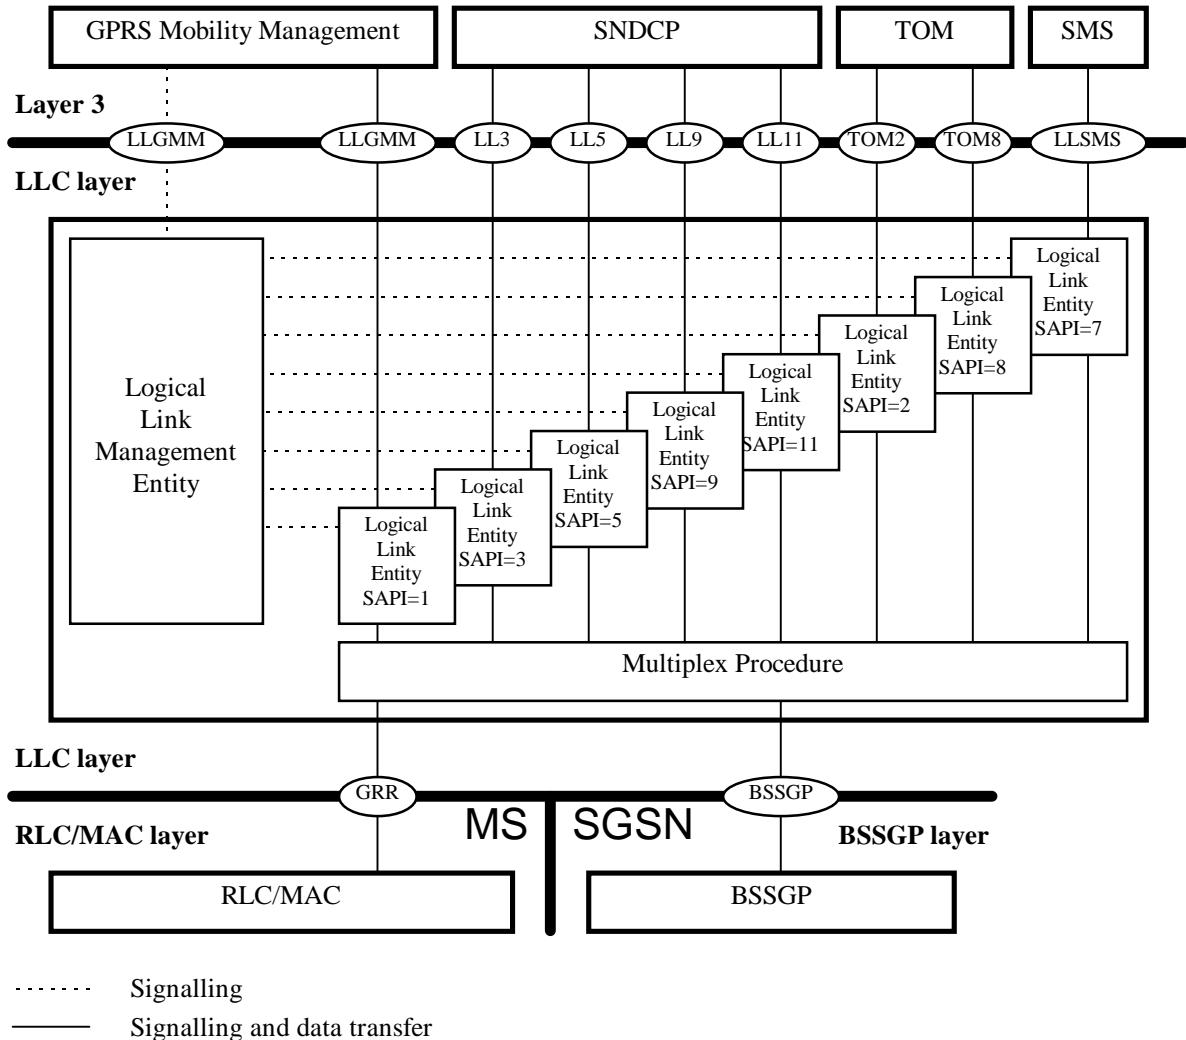 GPRS Mobility Management
SNDCP
TOM
SMS
Layer 3
LLGMM
LLGMM
LL3
LL5
LL9
LL11
TOM2
TOM8
LLSMS
LLC layer
Logical
Link
Management
Entity
Logical
Link
Entity
SAPI=1
Logical
Link
Entity
SAPI=3
Logical
Link
Entity
SAPI=5
Logical
Link
Entity
SAPI=9
Logical
Link
Entity
SAPI=11
Logical
Link
Entity
SAPI=2
Logical
Link
Entity
SAPI=8
Logical
Link
Entity
SAPI=7
Multiplex Procedure
LLC layer
GRR
BSSGP
RLC/MAC layer
MS
SGSN
BSSGP layer
RLC/MAC
BSSGP
Signalling
Signalling and data transfer